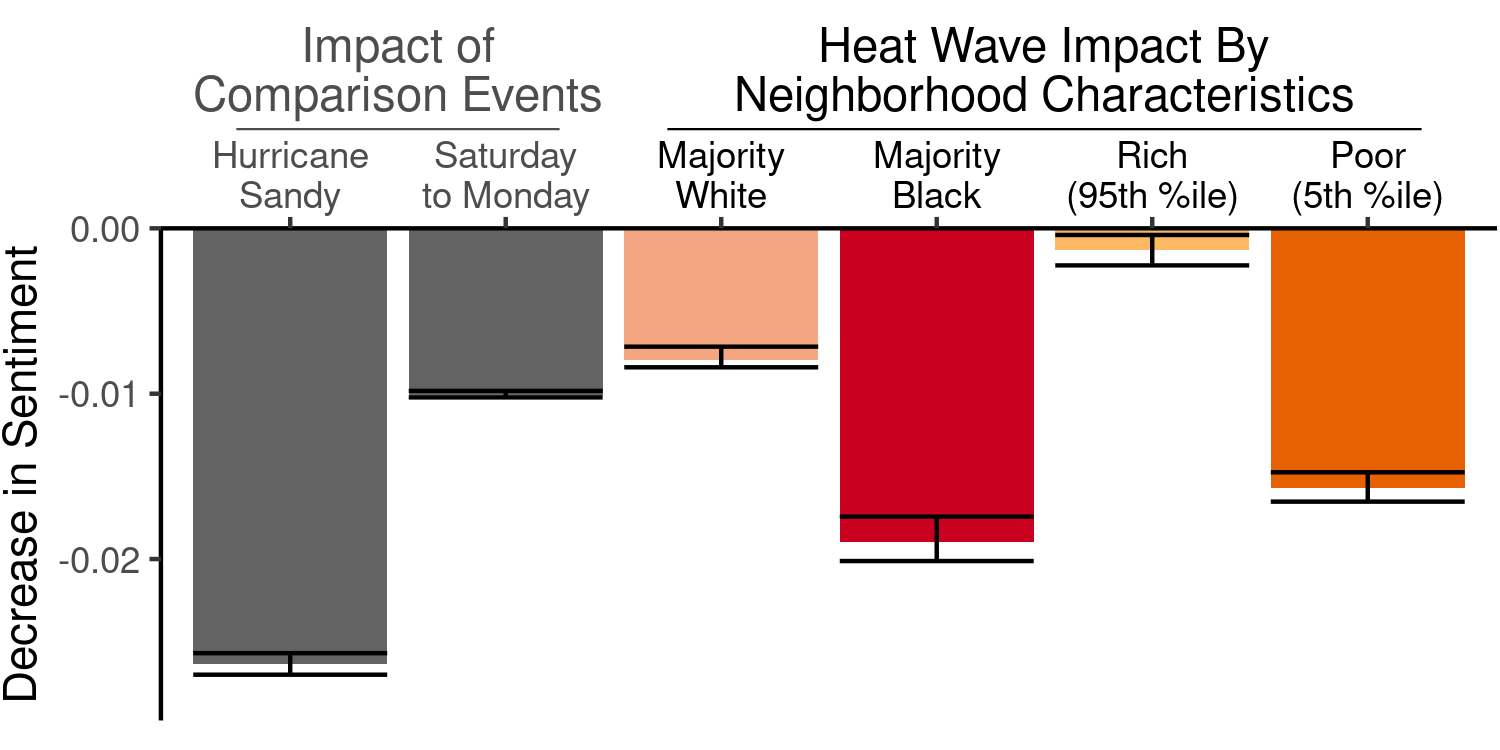 Impact of
Comparison Events
Heat Wave Impact By
Neighborhood Characteristics
Hurricane
Sandy
Saturday
to Monday
Majority
White
Majority
Black
Rich
(95th %ile)
Poor
(5th %ile)
Decrease in Sentiment
0.00
-0.01
-0.02